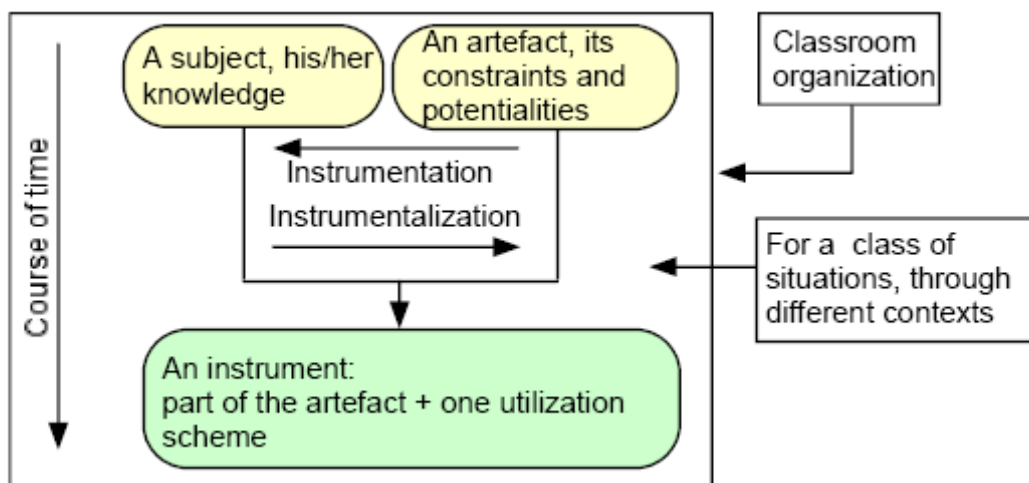 A subject, his/her
knowledge
An artefact, its
constraints and
potentialities
Classroom
organization
Course of time
Instrumentation
Instrumentalization
For a class of
situations, through
different contexts
An instrument:
part of the artefact + one utilization
scheme